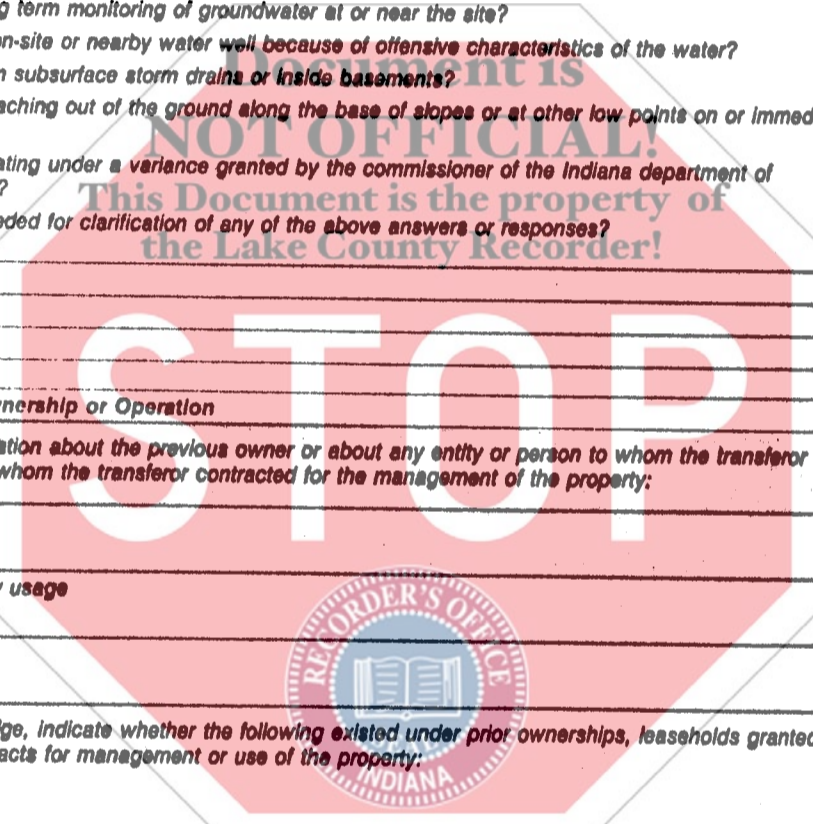 g term monitoring of groundwater at or near the site?
on-site or nearby water well because of offensive characteristics of the water?
Document is
n subsurface storm drains or inside basements?
aching out of the ground along the base of slopes or at other low points on or immed
NOT OFFICIAL!
ating under a variance granted by the commissioner of the Indiana department of
?
This Document is the property of
eded for clarification of any of the above answers or responses?
the Lake County Recorder!
STOP
nership or Operation
ation about the previous owner or about any entity or person to whom the transferor
whom the transferor contracted for the management of the property:
y usage
RECORDER'S OFFICE
dge, indicate whether the following existed under prior ownerships, leaseholds granted
acts for management or use of the property:
INDIANA